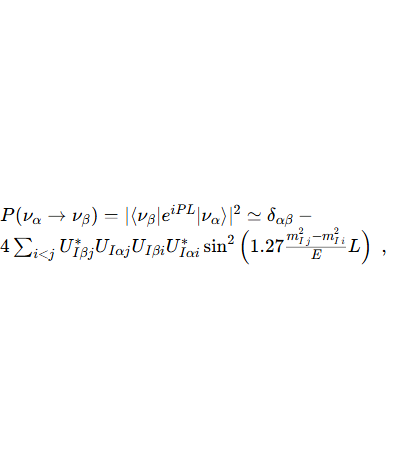 P(ν_α → ν_β) = |⟨ν_β|e^{iPL}|ν_α⟩|² ≃ δ_{αβ} −
4 ∑_{i<j} U*_{Iβj} U_{Iαj} U_{Iβi} U*_{Iαi} sin² (1.27 \frac{m²_{Ij} − m²_{Ii}}{E} L) ,